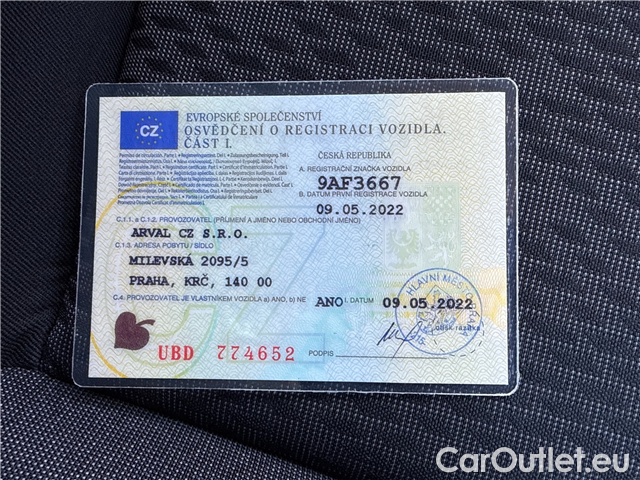 CZ
EVROPSKÉ SPOLEČENSTVÍ
OSVĚDČENÍ O REGISTRACI VOZIDLA.
ČÁST I.
ČESKÁ REPUBLIKA
A. REGISTRAČNÍ ZNAČKA VOZIDLA
9AF3667
B. DATUM PRVNÍ REGISTRACE VOZIDLA
09.05.2022
C.1.1. a C.1.2. PROVOZOVATEL (PŘÍJMENÍ A JMÉNO NEBO OBCHODNÍ JMÉNO)
ARVAL CZ S.R.O.
C.1.3. ADRESA POBYTU / SÍDLO
MILEVSKÁ 2095/5
PRAHA, KRČ, 140 00
C.4. PROVOZOVATEL JE VLASTNÍKEM VOZIDLA a) ANO, b) NE
ANO
I. DATUM
09.05.2022
HLAVNÍ MĚSTO PRAHA
otisk razítka
UBD 774652
PODPIS
CarOutlet.eu